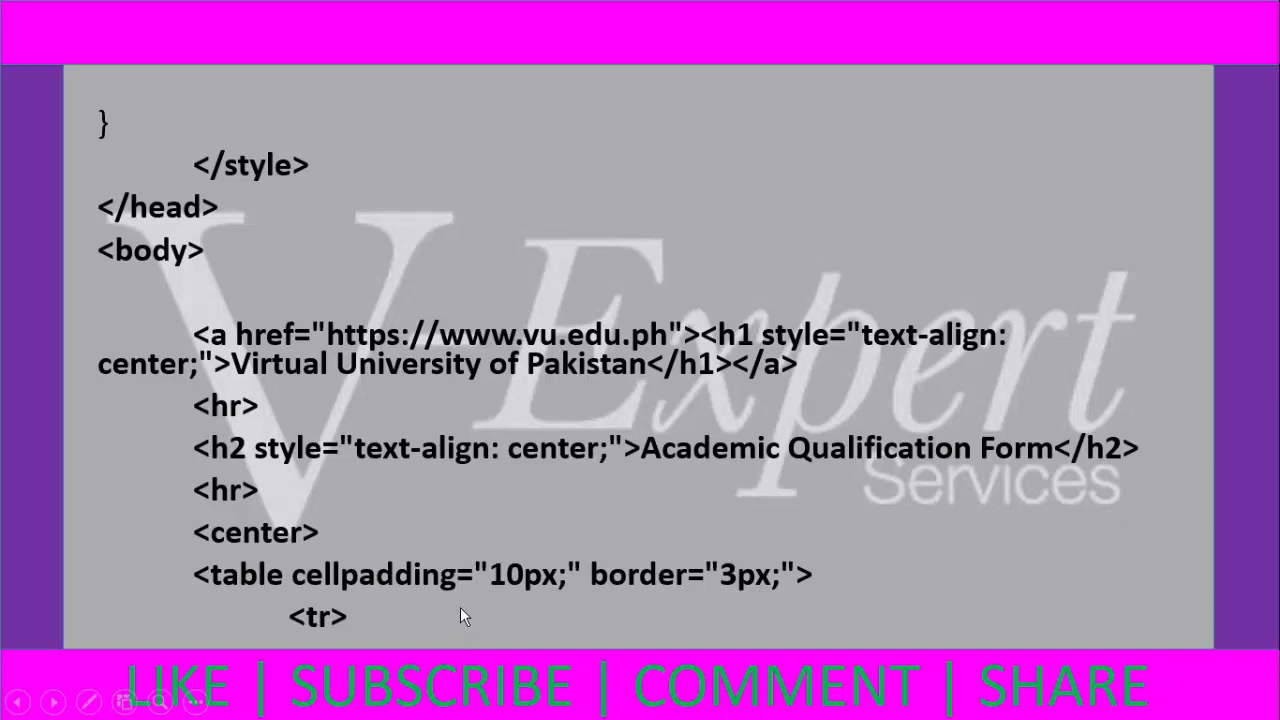 }
</style>
</head>
<body>
<a href="https://www.vu.edu.ph"><h1 style="text-align:
center;">Virtual University of Pakistan</h1></a>
<hr>
<h2 style="text-align: center;">Academic Qualification Form</h2>
<hr>
<center>
<table cellpadding="10px;" border="3px;">
<tr>
V Expert
Services
LIKE | SUBSCRIBE | COMMENT | SHARE